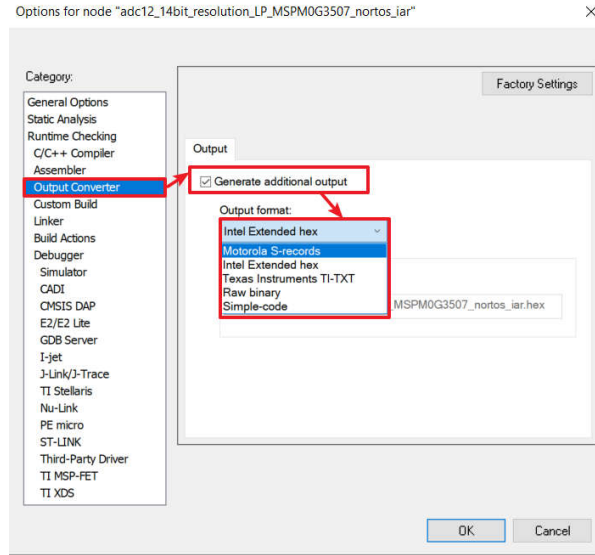 Options for node "adc12_14bit_resolution_LP_MSPM0G3507_nortos_iar"
Category:
Factory Settings
General Options
Static Analysis
Runtime Checking
C/C++ Compiler
Assembler
Output Converter
Custom Build
Linker
Build Actions
Debugger
Simulator
CADI
CMSIS DAP
E2/E2 Lite
GDB Server
I-jet
J-Link/J-Trace
TI Stellaris
Nu-Link
PE micro
ST-LINK
Third-Party Driver
TI MSP-FET
TI XDS
Output
Generate additional output
Output format:
Intel Extended hex
Motorola S-records
Intel Extended hex
Texas Instruments TI-TXT
Raw binary
Simple-code
_MSPM0G3507_nortos_iar.hex
OK
Cancel